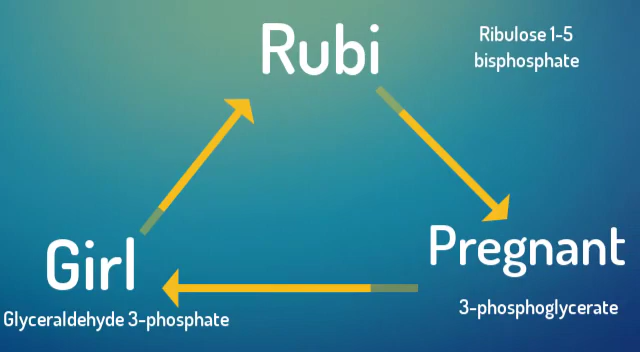 Rubi
Ribulose 1-5
bisphosphate
Girl
Pregnant
Glyceraldehyde 3-phosphate
3-phosphoglycerate